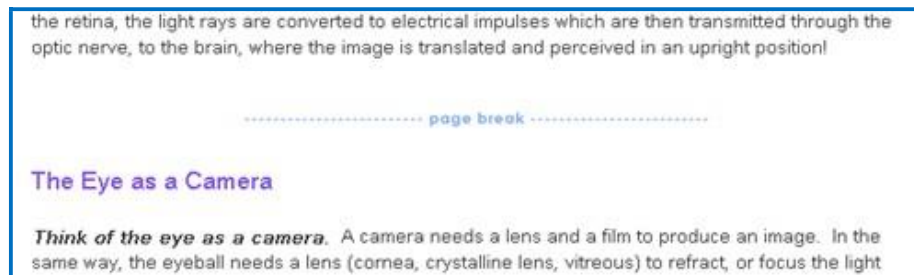 the retina, the light rays are converted to electrical impulses which are then transmitted through the
optic nerve, to the brain, where the image is translated and perceived in an upright position!
------------------------ page break ------------------------
The Eye as a Camera
Think of the eye as a camera. A camera needs a lens and a film to produce an image. In the
same way, the eyeball needs a lens (cornea, crystalline lens, vitreous) to refract, or focus the light